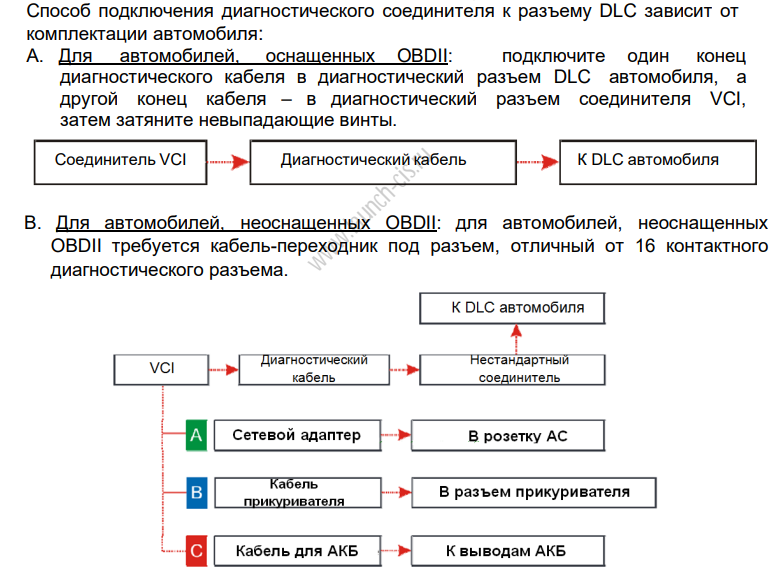 Способ подключения диагностического соединителя к разъему DLC зависит от
комплектации автомобиля:
A. Для автомобилей, оснащенных OBDII: подключите один конец
диагностического кабеля в диагностический разъем DLC автомобиля, а
другой конец кабеля – в диагностический разъем соединителя VCI,
затем затяните невыпадающие винты.
Соединитель VCI
Диагностический кабель
К DLC автомобиля
B. Для автомобилей, неоснащенных OBDII: для автомобилей, неоснащенных
OBDII требуется кабель-переходник под разъем, отличный от 16 контактного
диагностического разъема.
К DLC автомобиля
VCI
Диагностический
кабель
Нестандартный
соединитель
A
Сетевой адаптер
В розетку AC
B
Кабель
прикуривателя
В разъем прикуривателя
C
Кабель для АКБ
К выводам АКБ
www.launch-cis.ru